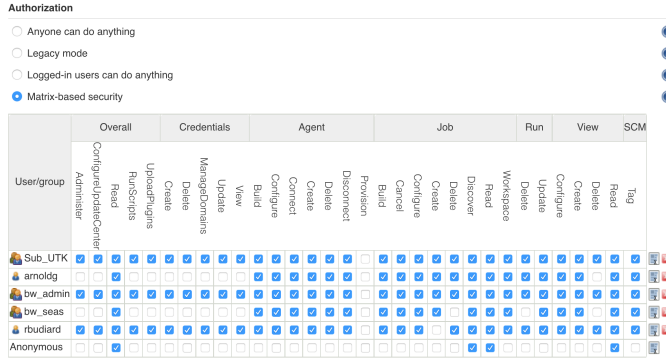 Authorization
Anyone can do anything
Legacy mode
Logged-in users can do anything
Matrix-based security
User/group Overall Credentials Agent Job Run View SCM
Administer ConfigureUpdateCenter Read RunScripts UploadPlugins Create Delete ManageDomains Update View Build Configure Connect Create Delete Disconnect Provision Build Cancel Configure Create Delete Discover Read Workspace Delete Update Configure Create Delete Read Tag
Sub_UTK
arnoldg
bw_admin
bw_seas
rbudiard
Anonymous